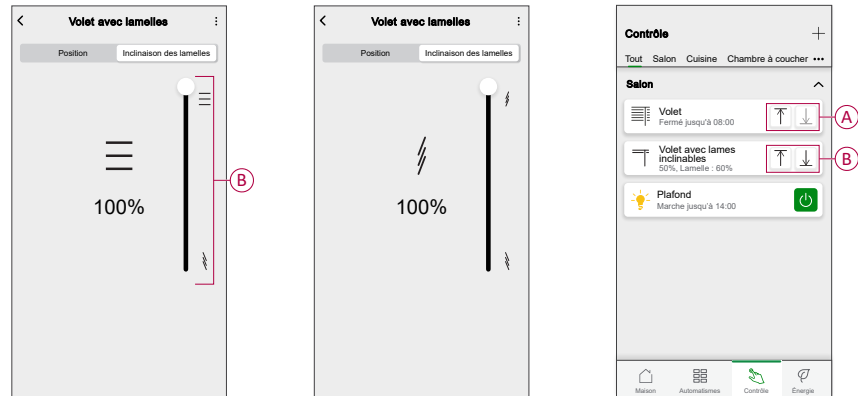 Volet avec lamelles
Position
Inclinaison des lamelles
100%
B
Volet avec lamelles
Position
Inclinaison des lamelles
100%
Contrôle
Tout Salon Cuisine Chambre à coucher •••
Salon
Volet
Fermé jusqu'à 08:00
A
Volet avec lames
inclinables
50%, Lamelle : 60%
B
Plafond
Marche jusqu'à 14:00
Maison Automatismes Contrôle Énergie